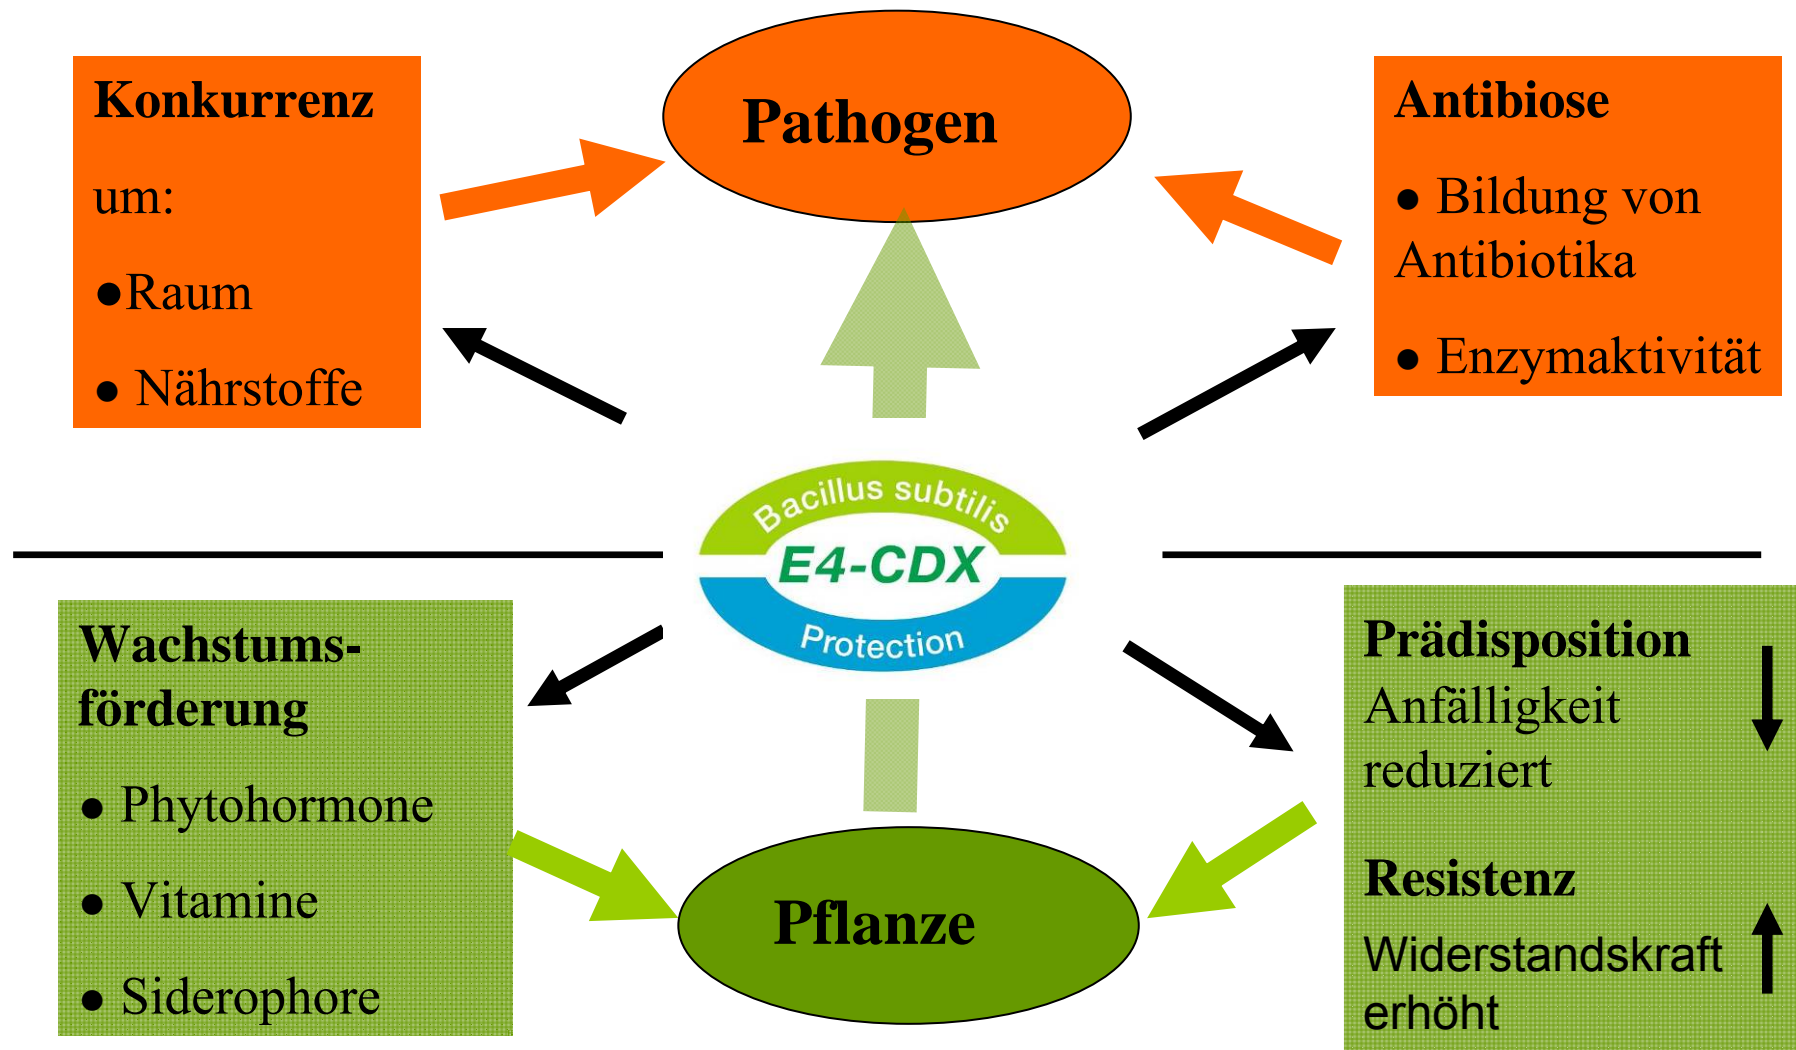 Konkurrenz
um:
●Raum
● Nährstoffe
Pathogen
Antibiose
● Bildung von
Antibiotika
● Enzymaktivität
Bacillus subtilis
E4-CDX
Protection
Wachstums-
förderung
● Phytohormone
● Vitamine
● Siderophore
Pflanze
Prädisposition
Anfälligkeit
reduziert
Resistenz
Widerstandskraft
erhöht